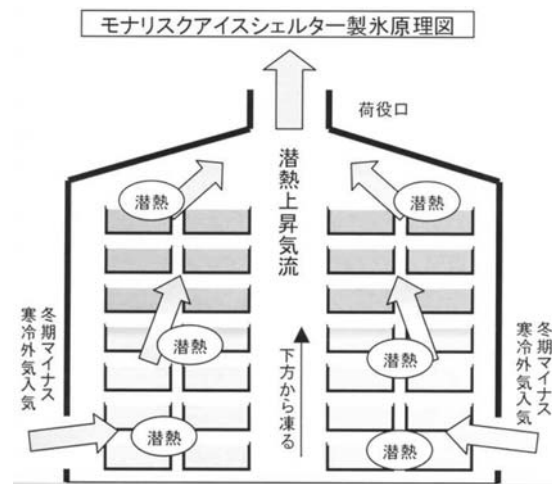 モナリスクアイスシェルター製氷原理図
荷役口
潜熱上昇気流
潜熱
潜熱
潜熱
潜熱
下方から凍る
冬期マイナス
寒冷外気入気
冬期マイナス
寒冷外気入気
潜熱
潜熱